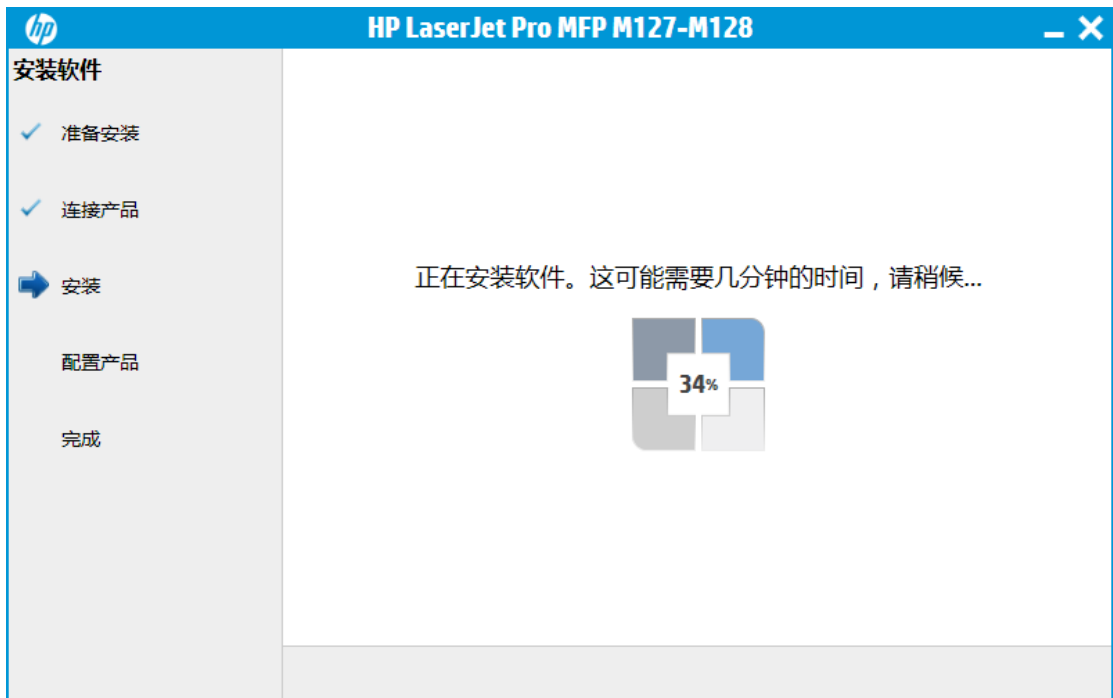 hp
HP LaserJet Pro MFP M127-M128
安装软件
准备安装
连接产品
安装
配置产品
完成
正在安装软件。这可能需要几分钟的时间，请稍候...
34%